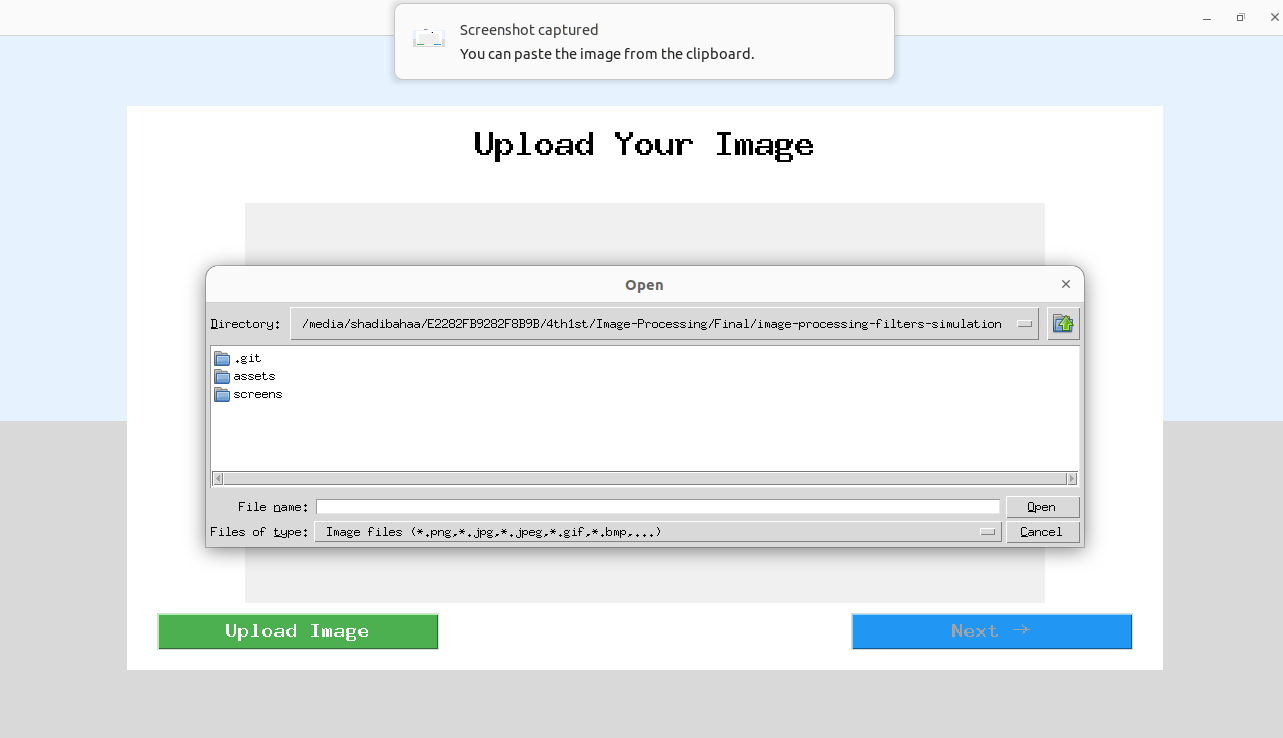 Screenshot captured
You can paste the image from the clipboard.
Upload Your Image
Open
Directory: /media/shadibahaa/E2282FB9282F8B9B/4th1st/Image-Processing/Final/image-processing-filters-simulation
.git
assets
screens
File name: Open
Files of type: Image files (*.png,*.jpg,*.jpeg,*.gif,*.bmp,...) Cancel
Upload Image Next →